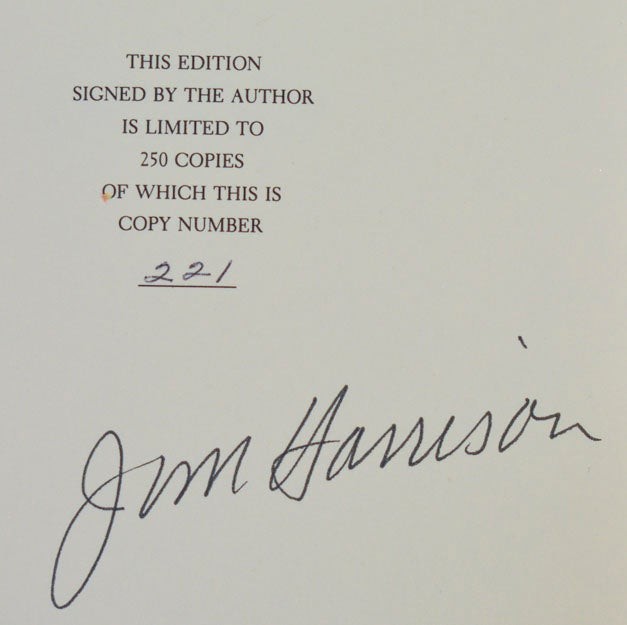 THIS EDITION
SIGNED BY THE AUTHOR
IS LIMITED TO
250 COPIES
OF WHICH THIS IS
COPY NUMBER
221
Jim Harrison